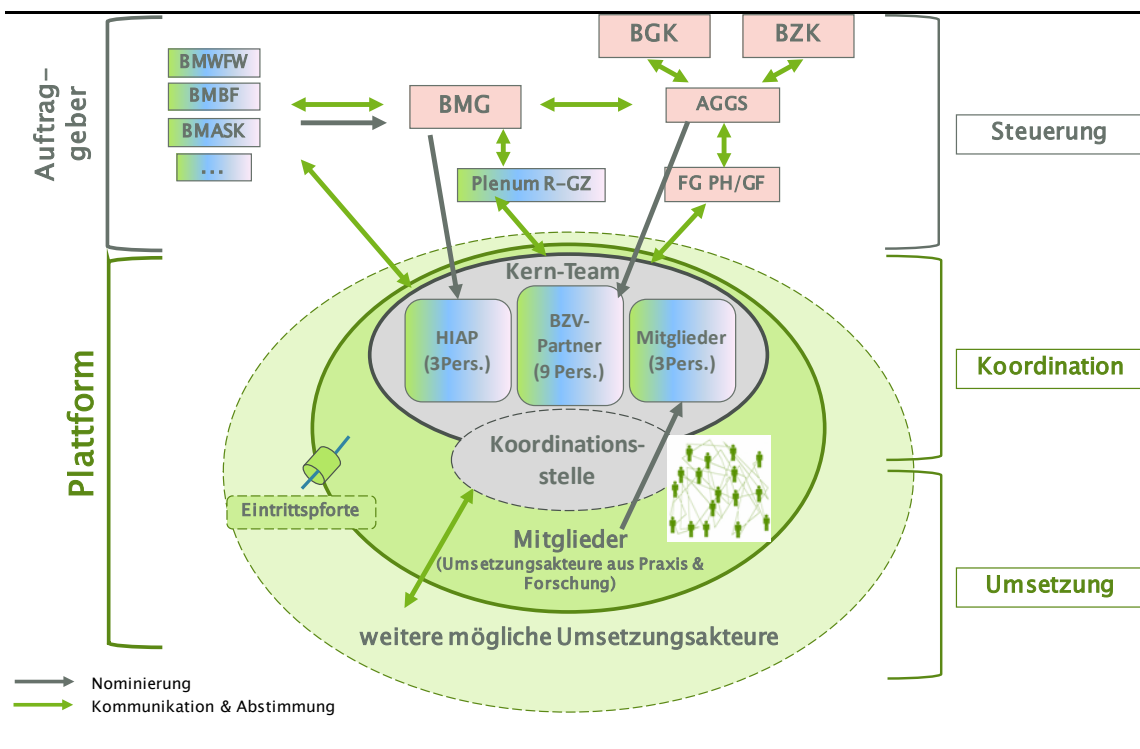 Auftrag-
geber
BMWFW
BMBF
BMASK
...
BMG
BGK
BZK
AGGS
Plenum R-GZ
FG PH/GF
Steuerung
Plattform
Kern-Team
HIAP
(3Pers.)
BZV-
Partner
(9 Pers.)
Mitglieder
(3Pers.)
Koordination
Koordinations-
stelle
Eintrittspforte
Mitglieder
(Umsetzungsakteure aus Praxis &
Forschung)
Umsetzung
weitere mögliche Umsetzungsakteure
Nominierung
Kommunikation & Abstimmung